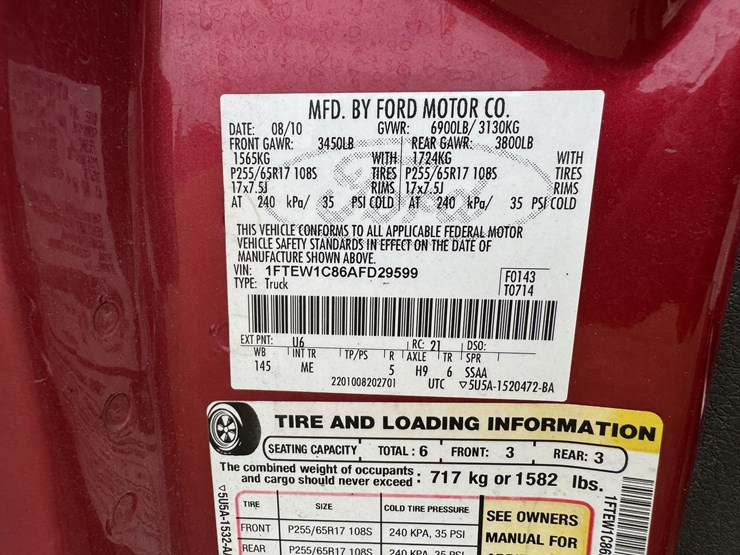 MFD. BY FORD MOTOR CO.
DATE: 08/10 GVWR: 6900LB/ 3130KG
FRONT GAWR: 3450LB REAR GAWR: 3800LB
1565KG WITH 1724KG WITH
P255/65R17 108S TIRES P255/65R17 108S TIRES
17x7.5J RIMS 17x7.5J RIMS
AT 240 kPa/ 35 PSI COLD AT 240 kPa/ 35 PSI COLD
THIS VEHICLE CONFORMS TO ALL APPLICABLE FEDERAL MOTOR
VEHICLE SAFETY STANDARDS IN EFFECT ON THE DATE OF
MANUFACTURE SHOWN ABOVE.
VIN: 1FTEW1C86AFD29599 F0143
TYPE: Truck T0714
EXT PNT: U6 RC: 21 DSO:
WB INT TR TP/PS R AXLE TR SPR
145 ME 5 H9 6 SSAA
2201008202701 UTC ▽5U5A-1520472-BA
Ford
TIRE AND LOADING INFORMATION
SEATING CAPACITY TOTAL : 6 FRONT: 3 REAR: 3
The combined weight of occupants
and cargo should never exceed : 717 kg or 1582 lbs.
TIRE SIZE COLD TIRE PRESSURE
FRONT P255/65R17 108S 240 KPA, 35 PSI
REAR P255/65R17 108S 240 KPA, 35 PSI
SEE OWNERS
MANUAL FOR
▽5U5A-1532-A
1FTEW1C86